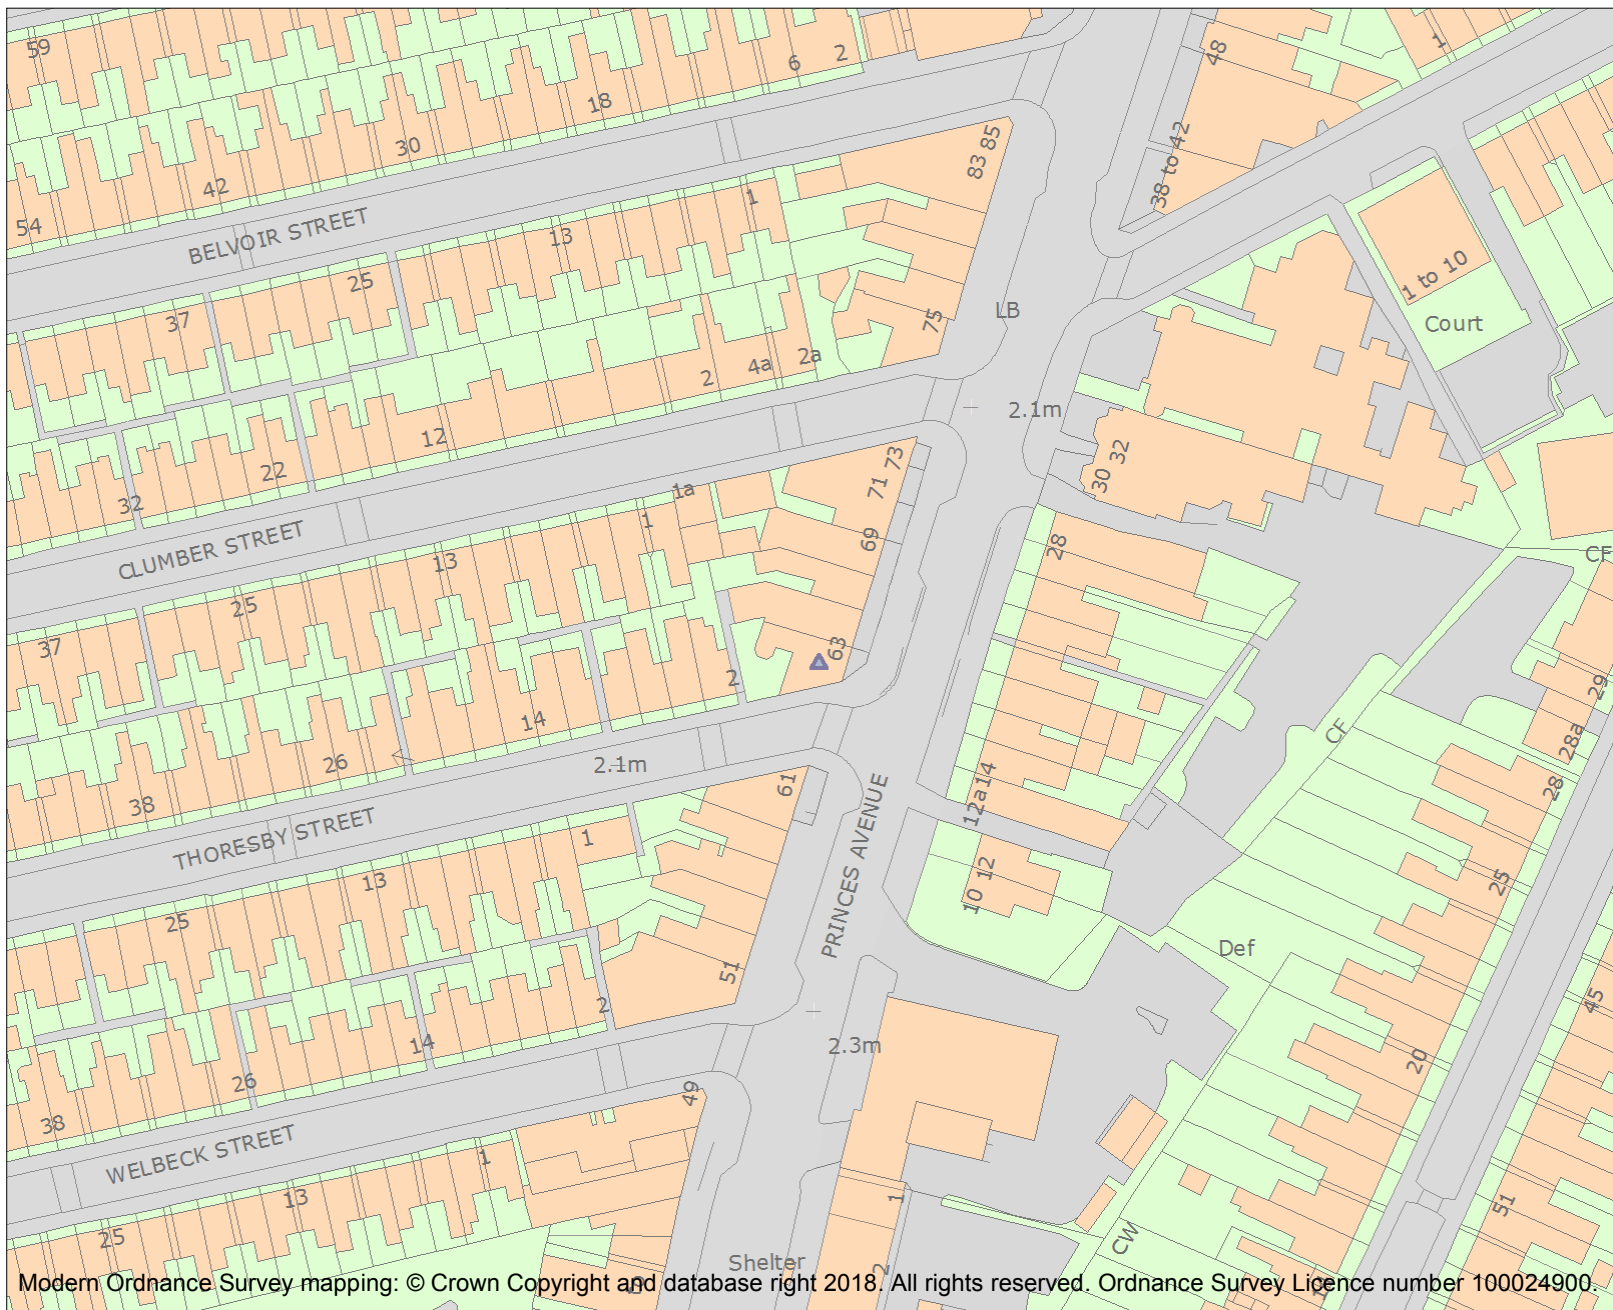 59
6
2
48
1
18
30
42
54
BELVOIR STREET
83 85
38 to 42
1
13
25
37
75
LB
1 to 10
Court
2
4a
2a
12
22
32
2.1m
30 32
CLUMBER STREET
71 73
69
1a
1
13
25
37
28
CF
63
2
14
26
38
2.1m
61
12a14
CF
29
28a
28
THORESBY STREET
PRINCES AVENUE
1
13
25
10 12
25
Def
51
2
14
26
38
2.3m
45
20
49
WELBECK STREET
1
13
25
1
51
CW
Shelter
2
Modern Ordnance Survey mapping: © Crown Copyright and database right 2018. All rights reserved. Ordnance Survey Licence number 100024900.